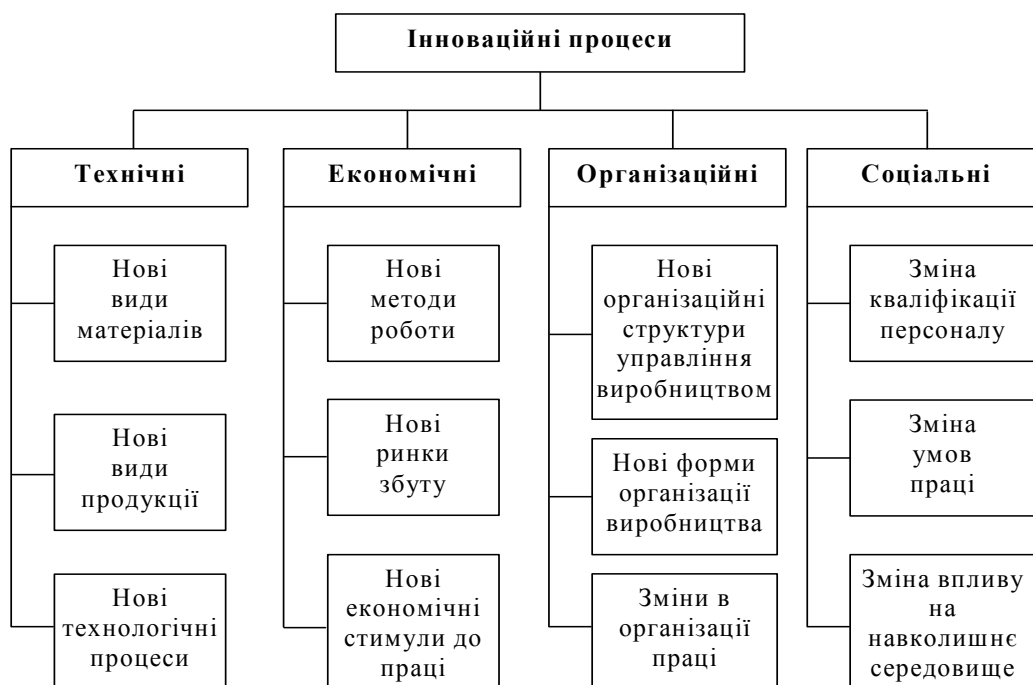 Інноваційні процеси
Технічні
Економічні
Організаційні
Соціальні
Нові
види
матеріалів
Нові
види
продукції
Нові
технологічні
процеси
Нові
методи
роботи
Нові
ринки
збуту
Нові
економічні
стимули до
праці
Нові
організаційні
структури
управління
виробництвом
Нові форми
організації
виробництва
Зміни в
організації
праці
Зміна
кваліфікації
персоналу
Зміна
умов
праці
Зміна впливу
на
навколишнє
середовище